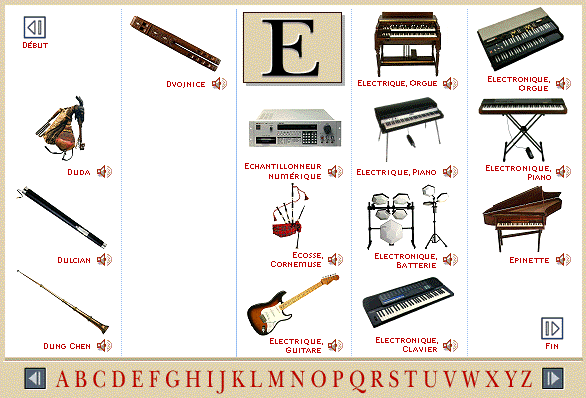 DÉBUT
DVOJNICE
DUDA
DULCIAN
DUNG CHEN
E
ELECTRIQUE, ORGUE
ELECTRONIQUE,
ORGUE
ECHANTILLONNEUR
NUMÉRIQUE
ELECTRIQUE, PIANO
ELECTRONIQUE,
PIANO
ECOSSE,
CORNEMUSE
ELECTRONIQUE,
BATTERIE
EPINETTE
ELECTRIQUE,
GUITARE
ELECTRONIQUE,
CLAVIER
FIN
ABCDEFGHIJKLMNOPQRSTUVWXYZ